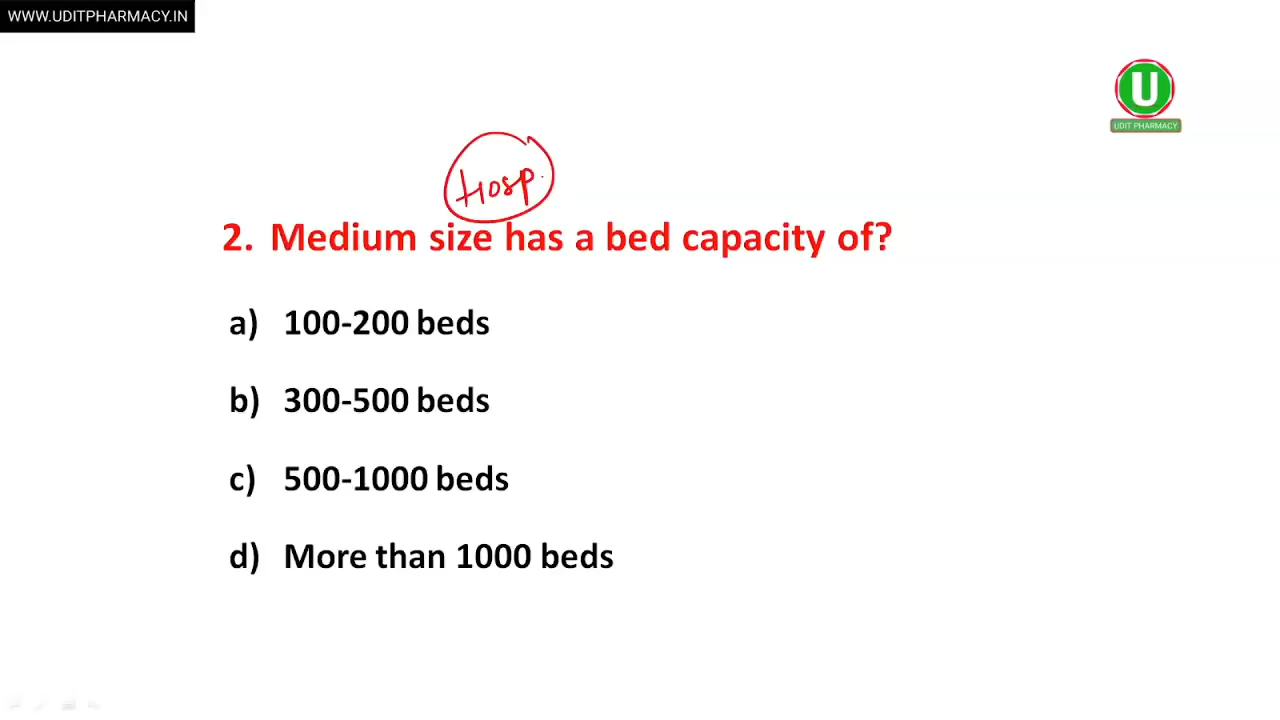 WWW.UDITPHARMACY.IN
U
UDIT PHARMACY
Hosp.
2. Medium size has a bed capacity of?
a) 100-200 beds
b) 300-500 beds
c) 500-1000 beds
d) More than 1000 beds